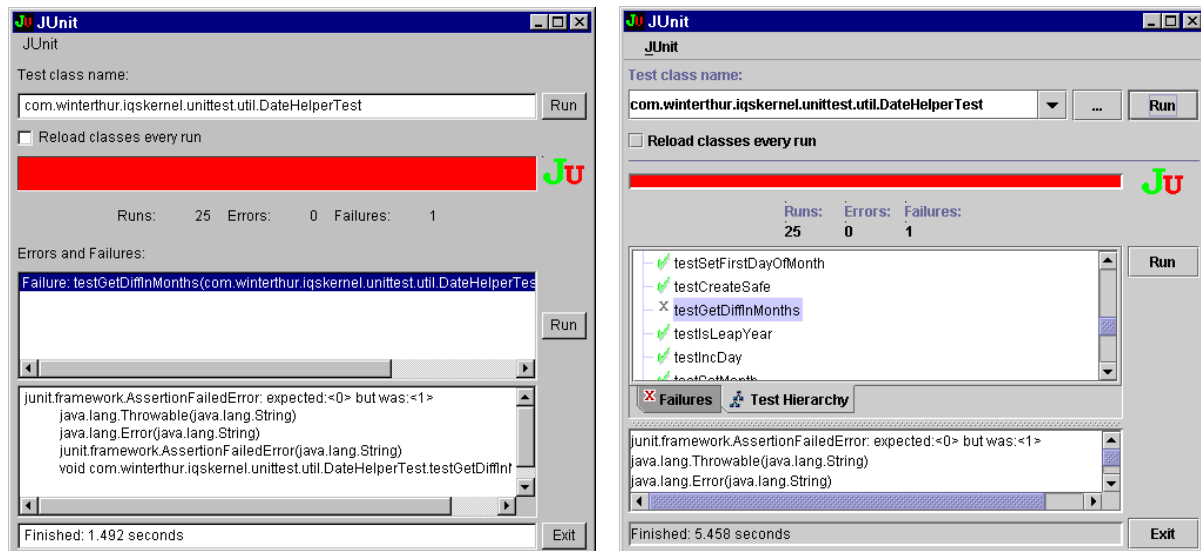 JU JUnit
JUnit
Test class name:
com.winterthur.iqskernel.unittest.util.DateHelperTest
Run
Reload classes every run
JU
Runs: 25 Errors: 0 Failures: 1
Errors and Failures:
Failure: testGetDiffInMonths(com.winterthur.iqskernel.unittest.util.DateHelperTes
Run
junit.framework.AssertionFailedError: expected:<0> but was:<1>
java.lang.Throwable(java.lang.String)
java.lang.Error(java.lang.String)
junit.framework.AssertionFailedError(java.lang.String)
void com.winterthur.iqskernel.unittest.util.DateHelperTest.testGetDiffInM
Finished: 1.492 seconds
Exit
JU JUnit
JUnit
Test class name:
com.winterthur.iqskernel.unittest.util.DateHelperTest
...
Run
Reload classes every run
JU
Runs: Errors: Failures:
25 0 1
testSetFirstDayOfMonth
testCreateSafe
testGetDiffInMonths
testIsLeapYear
testIncDay
testGetMonth
Run
Failures Test Hierarchy
junit.framework.AssertionFailedError: expected:<0> but was:<1>
java.lang.Throwable(java.lang.String)
java.lang.Error(java.lang.String)
Finished: 5.458 seconds
Exit